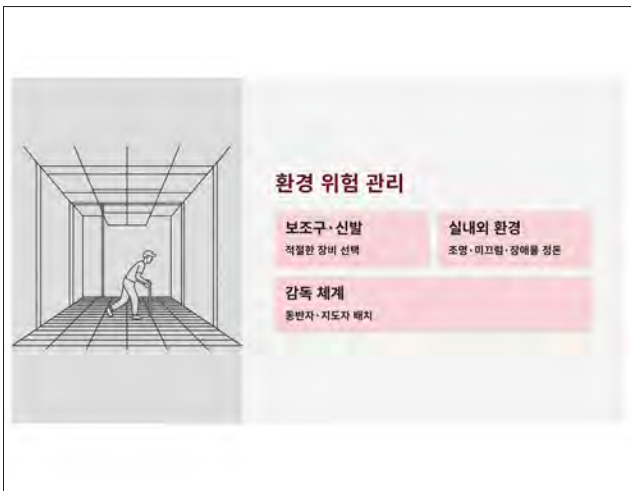 환경 위험 관리
보조구·신발
적절한 장비 선택
실내외 환경
조명·미끄럼·장애물 정돈
감독 체계
동반자·지도자 배치